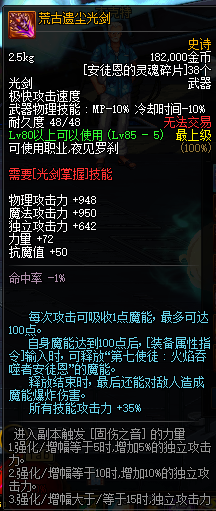 荒古遗尘光剑
史诗
2.5kg 182,000金币
[安徒恩的灵魂碎片]38个
光剑 武器
极快攻击速度
武器物理技能：MP-10% 冷却时间-10%
耐久度 48/48 无法交易
Lv80以上可以使用 (Lv85 - 5) 最上级
可使用职业,夜见罗刹 (100%)
需要[光剑掌握]技能
物理攻击力 +948
魔法攻击力 +950
独立攻击力 +642
力量 +72
抗魔值 +50
命中率 -1%
每次攻击可吸收1点魔能，最多可达
100点。
自身魔能达到100点后，[装备属性指
令]输入时，可释放“第七使徒：火焰吞
噬者安徒恩”的魔能。
释放结束时，最后还能对敌人造成
魔能爆炸伤害。
所有技能攻击力 +35%
进入副本触发 [固伤之音] 的力量
1强化/增幅等于5时,增加5%的独立攻
击力。
2强化/增幅等于10时,增加10%的独立攻
击力。
3强化/增幅大于/等于15时,独立攻击力